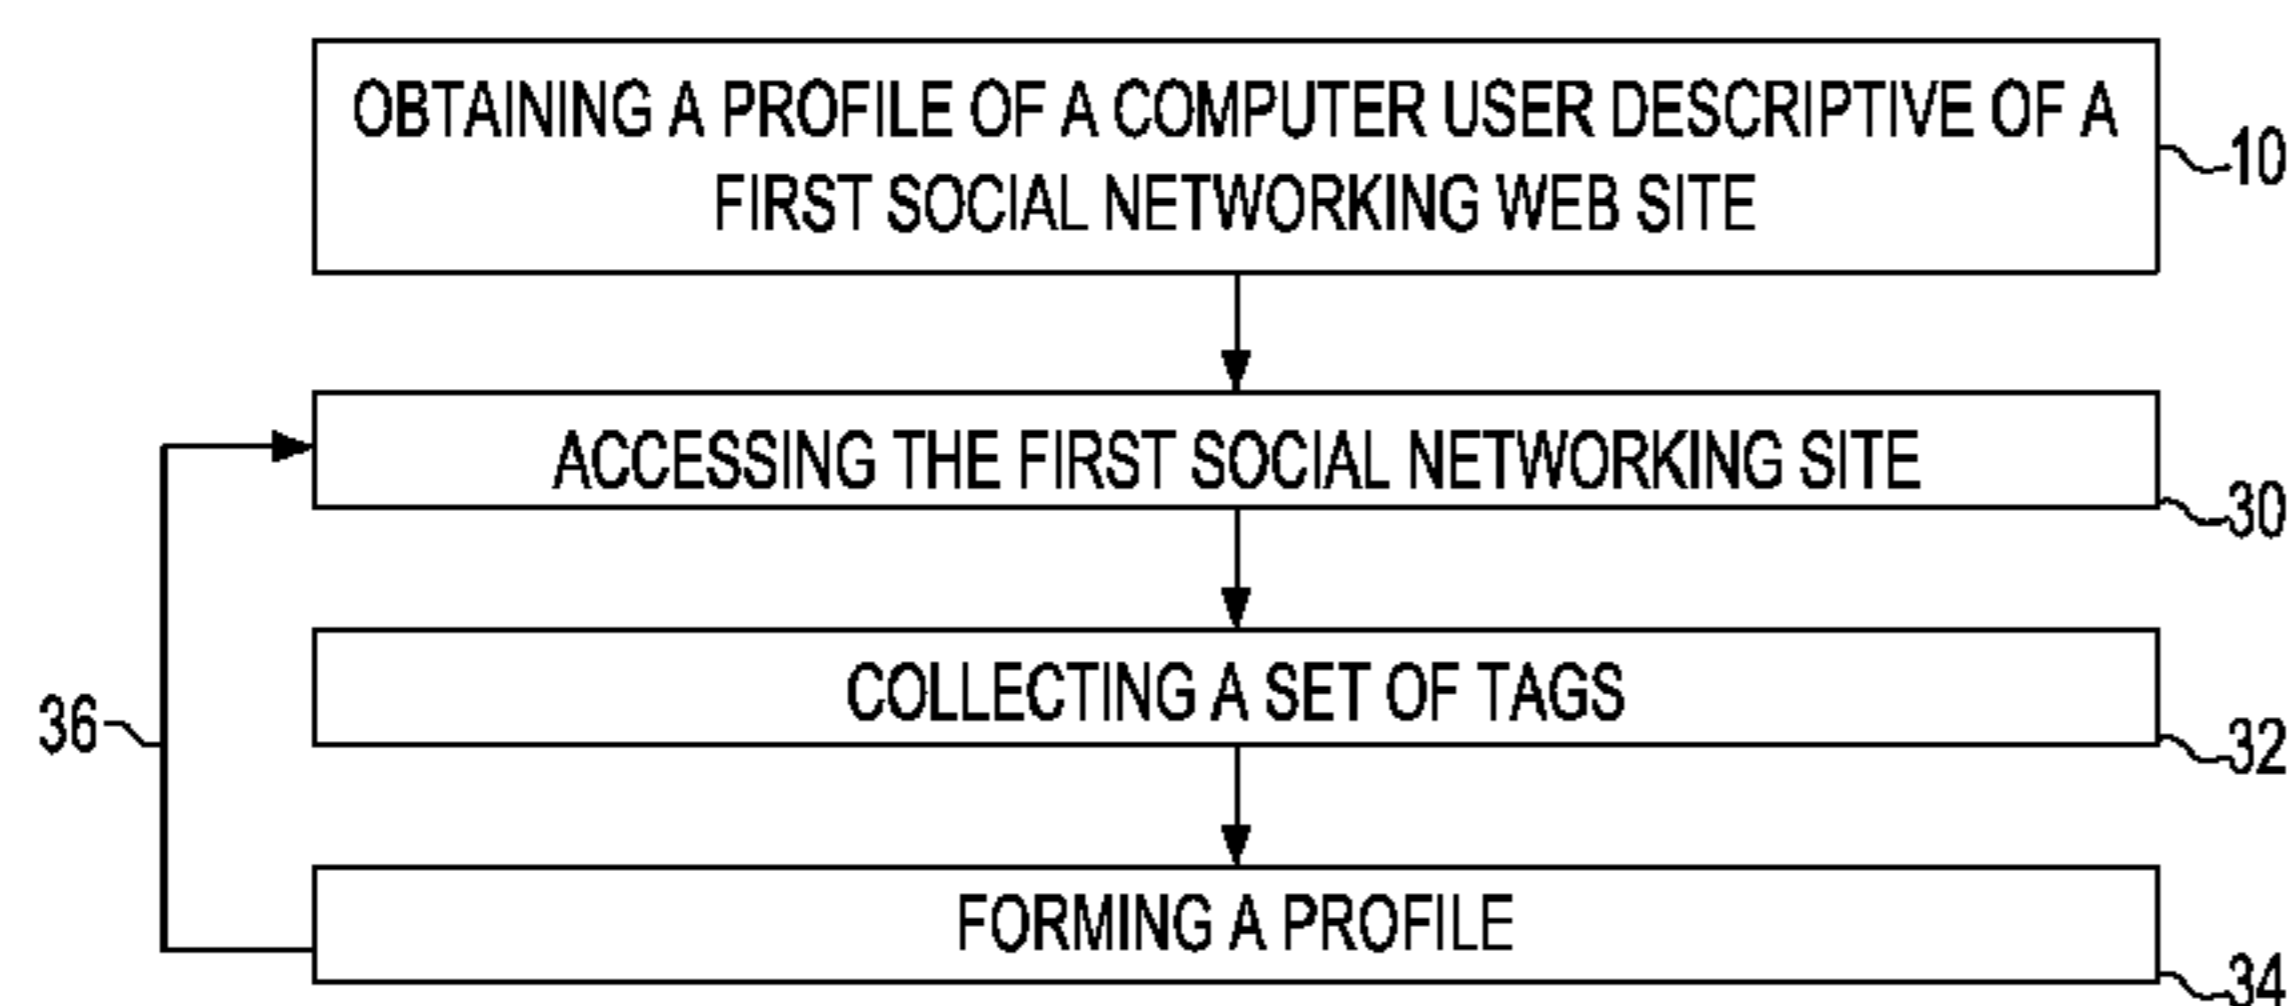 OBTAINING A PROFILE OF A COMPUTER USER DESCRIPTIVE OF A
FIRST SOCIAL NETWORKING WEB SITE
10
ACCESSING THE FIRST SOCIAL NETWORKING SITE
30
COLLECTING A SET OF TAGS
32
36
FORMING A PROFILE
34